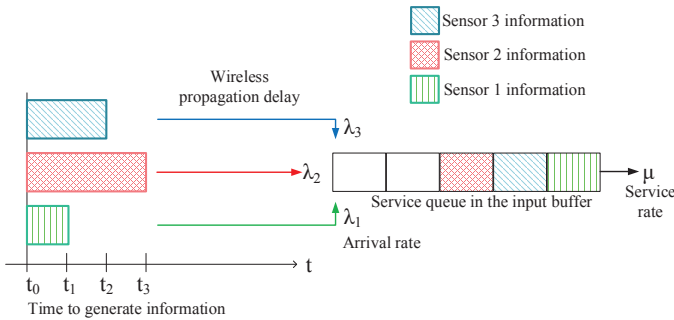 Sensor 3 information
Sensor 2 information
Sensor 1 information
Wireless
propagation delay
λ3
λ2
λ1
μ
Service
rate
Service queue in the input buffer
Arrival rate
t
t0 t1 t2 t3
Time to generate information